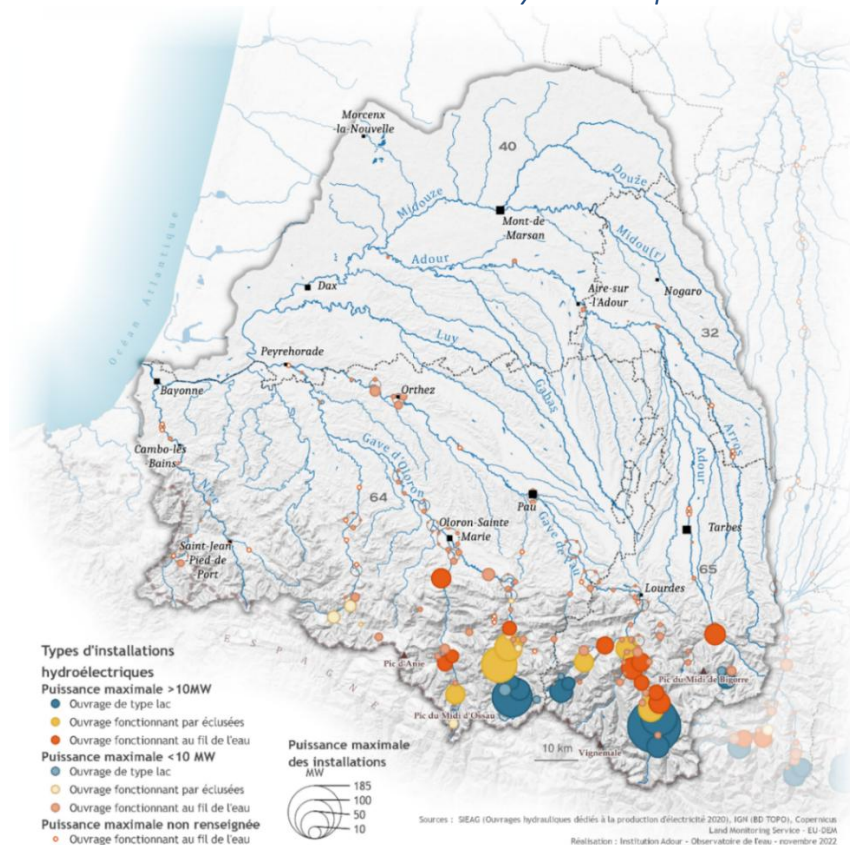 Morcenx
-la-Nouvelle
40
Douze
Midouze
Mont-de
-Marsan
Midou(r)
Océan Atlantique
Adour
Dax
Aire-sur
-l'Adour
Nogaro
32
Luy
Peyrehorade
Bayonne
Orthez
Gabas
Arros
Cambo-les
-Bains
Gave d'Oloron
Adour
Nive
64
Pau
Oloron-Sainte
-Marie
Gave de Pau
Tarbes
Saint-Jean
-Pied-de
-Port
65
Lourdes
ESPAGNE
Pic d'Anie
Pic du Midi de Bigorre
Pic du Midi d'Ossau
Vignemale
10 km
Types d'installations
hydroélectriques
Puissance maximale >10MW
Ouvrage de type lac
Ouvrage fonctionnant par éclusées
Ouvrage fonctionnant au fil de l'eau
Puissance maximale <10 MW
Ouvrage de type lac
Ouvrage fonctionnant par éclusées
Ouvrage fonctionnant au fil de l'eau
Puissance maximale non renseignée
Ouvrage fonctionnant au fil de l'eau
Puissance maximale
des installations
MW
185
100
50
10
Sources : SIEAG (Ouvrages hydrauliques dédiés à la production d'électricité 2020), IGN (BD TOPO), Copernicus
Land Monitoring Service - EU-DEM
Réalisation : Institution Adour - Observatoire de l'eau - novembre 2022